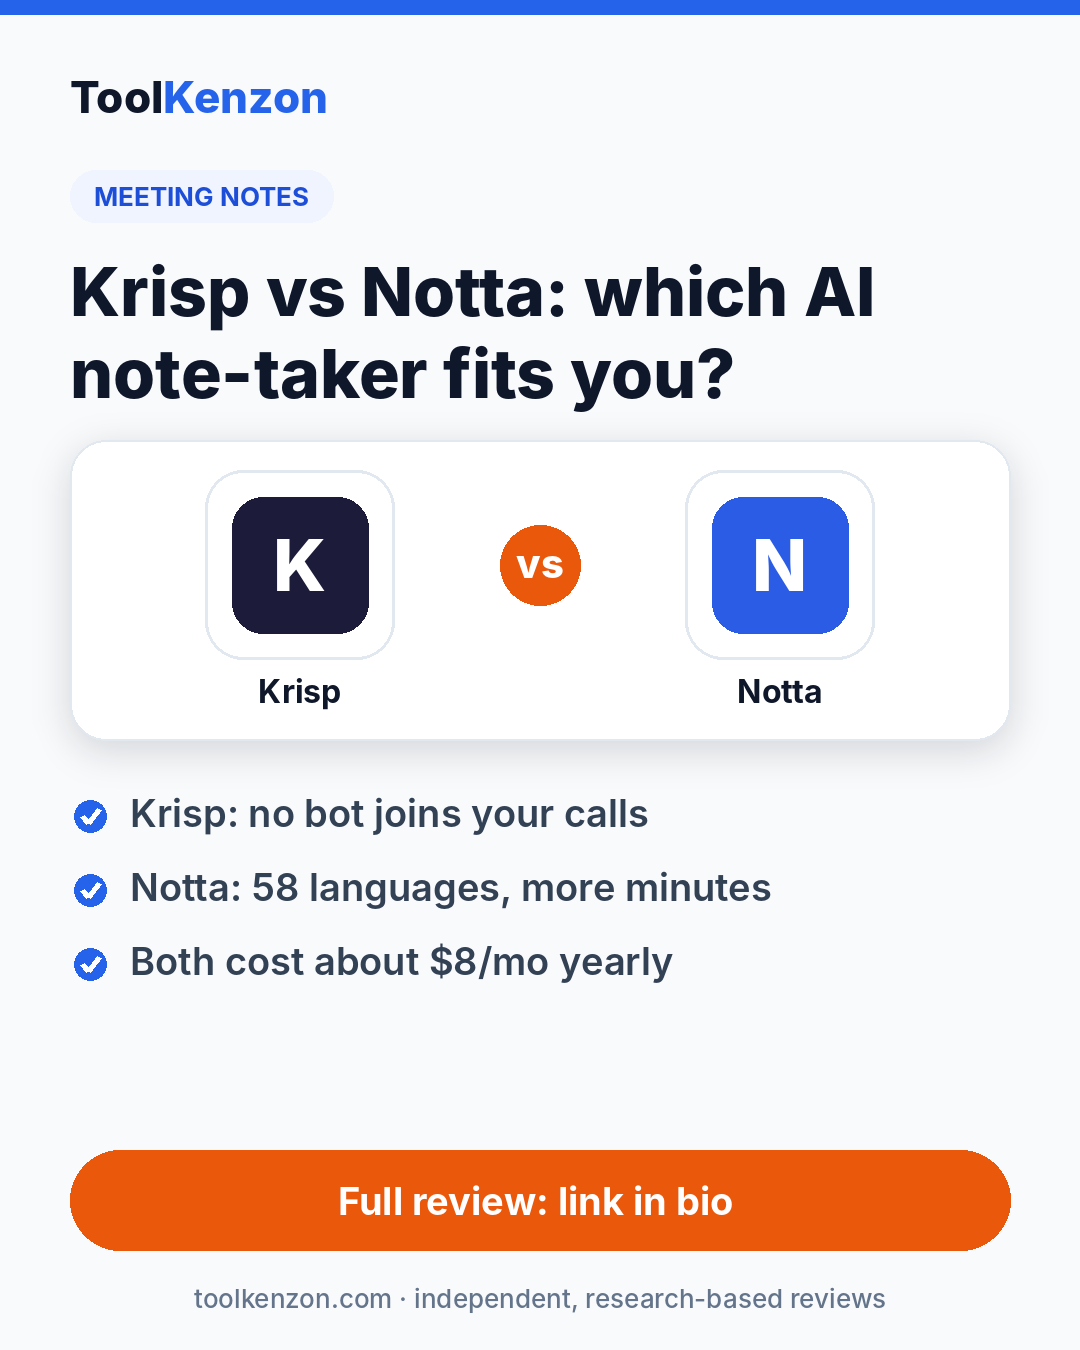 ToolKenzon
MEETING NOTES
Krisp vs Notta: which AI
note-taker fits you?
K
vs
N
Krisp
Notta
Krisp: no bot joins your calls
Notta: 58 languages, more minutes
Both cost about $8/mo yearly
Full review: link in bio
toolkenzon.com · independent, research-based reviews